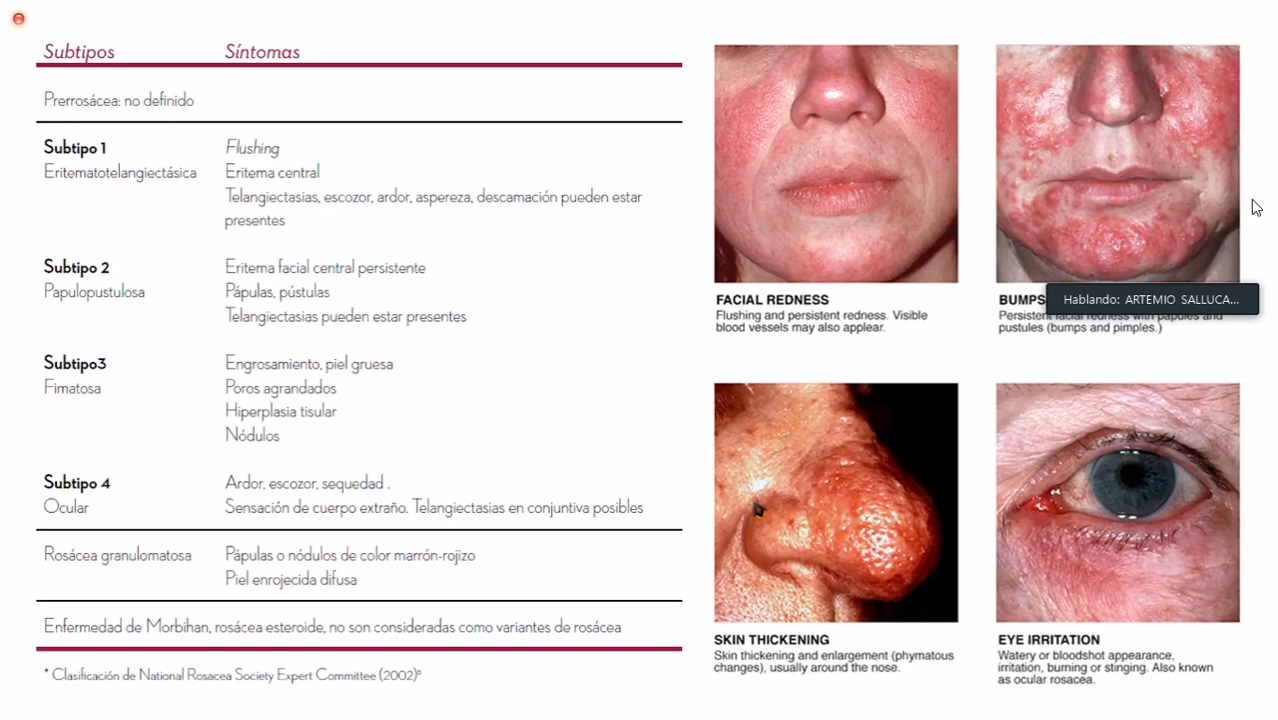 Subtipos Síntomas
Prerrosácea: no definido
Subtipo 1 Flushing
Eritematotelangiectásica Eritema central
Telangiectasias, escozor, ardor, aspereza, descamación pueden estar
presentes
Subtipo 2 Eritema facial central persistente
Papulopustulosa Pápulas, pústulas
Telangiectasias pueden estar presentes
Subtipo3 Engrosamiento, piel gruesa
Fimatosa Poros agrandados
Hiperplasia tisular
Nódulos
Subtipo 4 Ardor, escozor, sequedad .
Ocular Sensación de cuerpo extraño. Telangiectasias en conjuntiva posibles
Rosácea granulomatosa Pápulas o nódulos de color marrón-rojizo
Piel enrojecida difusa
Enfermedad de Morbihan, rosácea esteroide, no son consideradas como variantes de rosácea
* Clasificación de National Rosacea Society Expert Committee (2002)⁶
FACIAL REDNESS
Flushing and persistent redness. Visible
blood vessels may also applear.
BUMPS
Hablando: ARTEMIO SALLUCA...
Persistent facial redness with papules and
pustules (bumps and pimples.)
SKIN THICKENING
Skin thickening and enlargement (phymatous
changes), usually around the nose.
EYE IRRITATION
Watery or bloodshot appearance,
irritation, burning or stinging. Also known
as ocular rosacea.